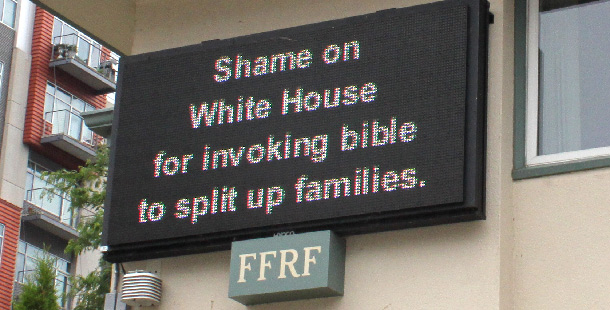 Shame on
White House
for invoking bible
to split up families.
FFRF